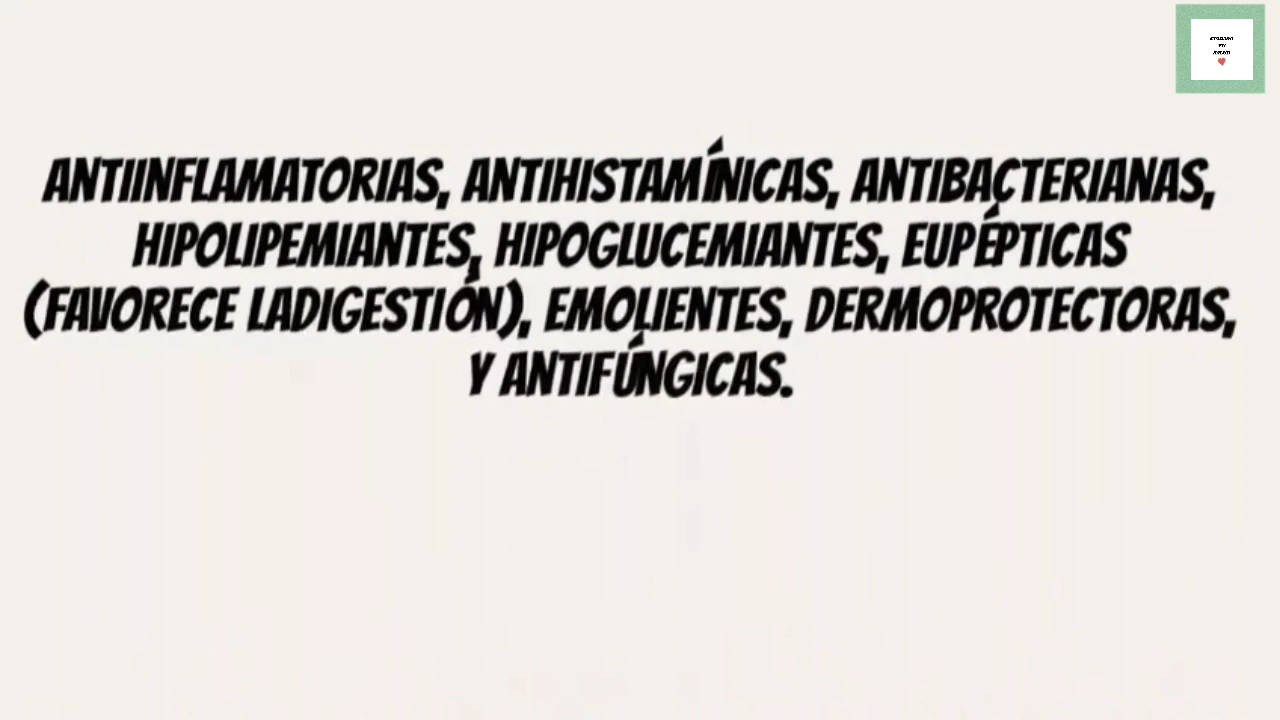 ANTIINFLAMATORIAS, ANTIHISTAMÍNICAS, ANTIBACTERIANAS,
HIPOLIPEMIANTES, HIPOGLUCEMIANTES, EUPÉPTICAS
(FAVORECE LADIGESTIÓN), EMOLIENTES, DERMOPROTECTORAS,
Y ANTIFÚNGICAS.